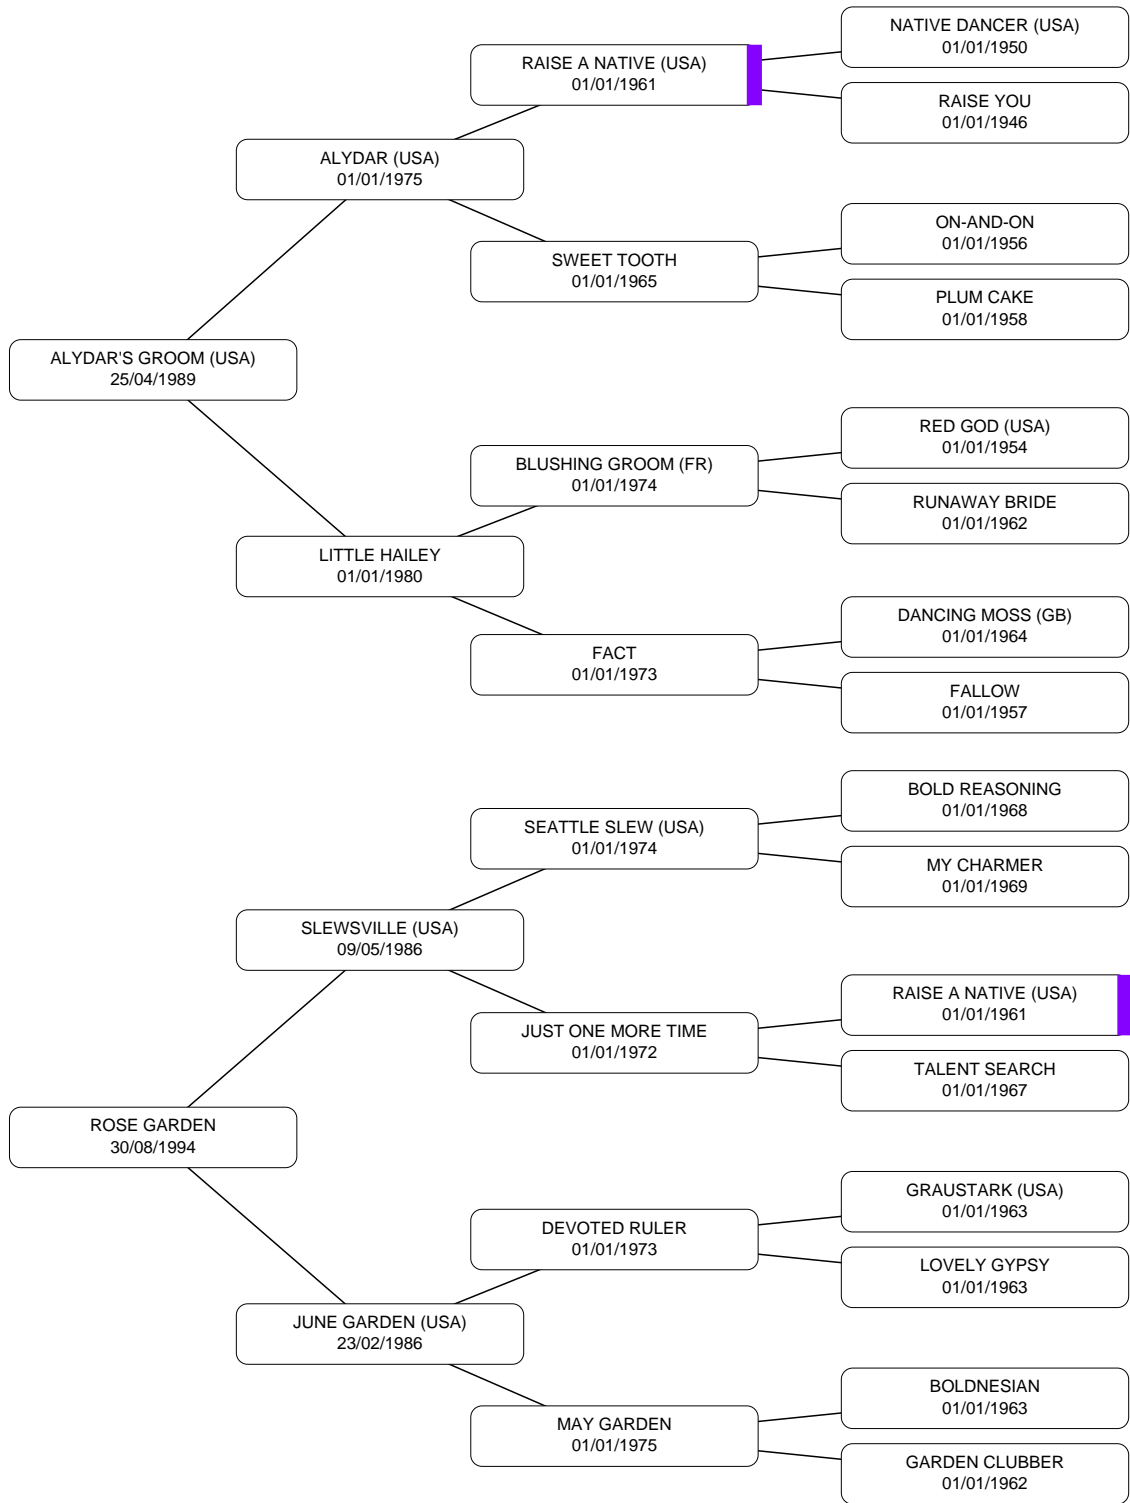 NATIVE DANCER (USA)
01/01/1950
RAISE A NATIVE (USA)
01/01/1961
RAISE YOU
01/01/1946
ALYDAR (USA)
01/01/1975
ON-AND-ON
01/01/1956
SWEET TOOTH
01/01/1965
PLUM CAKE
01/01/1958
ALYDAR'S GROOM (USA)
25/04/1989
RED GOD (USA)
01/01/1954
BLUSHING GROOM (FR)
01/01/1974
RUNAWAY BRIDE
01/01/1962
LITTLE HAILEY
01/01/1980
DANCING MOSS (GB)
01/01/1964
FACT
01/01/1973
FALLOW
01/01/1957
BOLD REASONING
01/01/1968
SEATTLE SLEW (USA)
01/01/1974
MY CHARMER
01/01/1969
SLEWSVILLE (USA)
09/05/1986
RAISE A NATIVE (USA)
01/01/1961
JUST ONE MORE TIME
01/01/1972
TALENT SEARCH
01/01/1967
ROSE GARDEN
30/08/1994
GRAUSTARK (USA)
01/01/1963
DEVOTED RULER
01/01/1973
LOVELY GYPSY
01/01/1963
JUNE GARDEN (USA)
23/02/1986
BOLDNESIAN
01/01/1963
MAY GARDEN
01/01/1975
GARDEN CLUBBER
01/01/1962